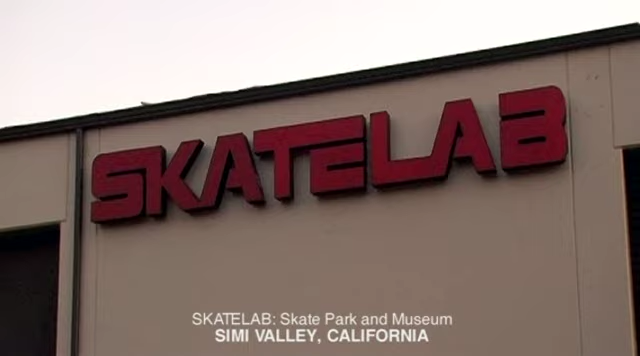 SKATELAB
SKATELAB: Skate Park and Museum
SIMI VALLEY, CALIFORNIA